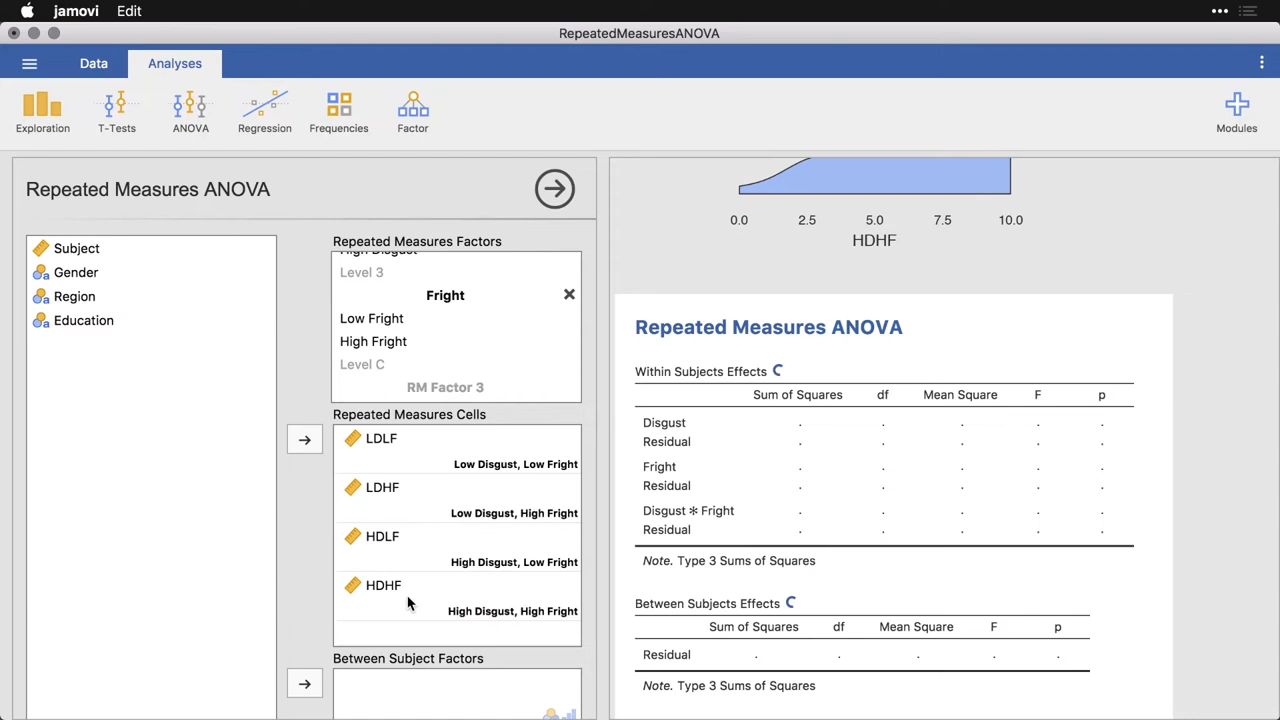 jamovi Edit
RepeatedMeasuresANOVA
Data Analyses
Exploration T-Tests ANOVA Regression Frequencies Factor Modules
Repeated Measures ANOVA
Subject
Gender
Region
Education
Repeated Measures Factors
High Disgust
Level 3
Fright
Low Fright
High Fright
Level C
RM Factor 3
Repeated Measures Cells
LDLF
Low Disgust, Low Fright
LDHF
Low Disgust, High Fright
HDLF
High Disgust, Low Fright
HDHF
High Disgust, High Fright
Between Subject Factors
0.0 2.5 5.0 7.5 10.0
HDHF
Repeated Measures ANOVA
Within Subjects Effects
Sum of Squares df Mean Square F p
Disgust . . . . .
Residual . . . . .
Fright . . . . .
Residual . . . . .
Disgust ✻ Fright . . . . .
Residual . . . . .
Note. Type 3 Sums of Squares
Between Subjects Effects
Sum of Squares df Mean Square F p
Residual . . . . .
Note. Type 3 Sums of Squares